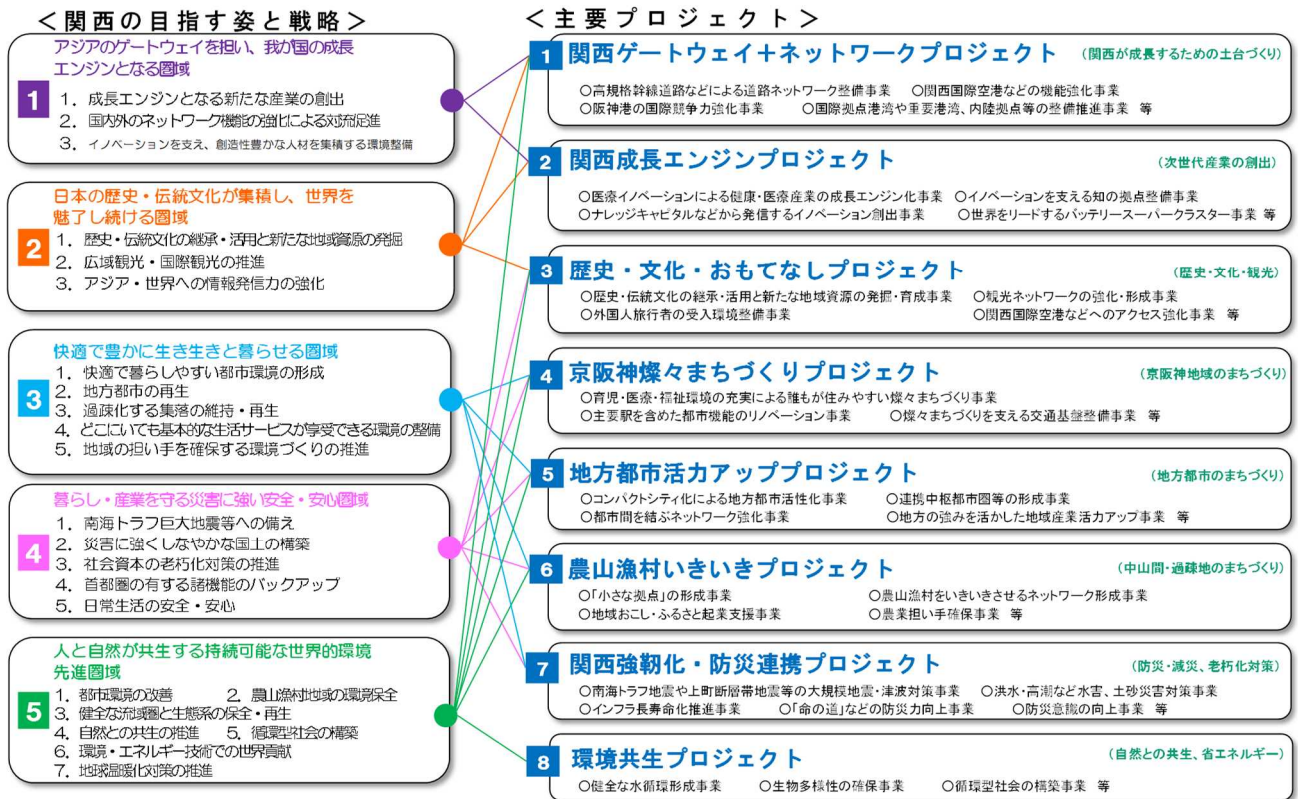 ＜関西の目指す姿と戦略＞
アジアのゲートウェイを担い、我が国の成長
エンジンとなる圏域
1
1．成長エンジンとなる新たな産業の創出
2．国内外のネットワーク機能の強化による対流促進
3．イノベーションを支え、創造性豊かな人材を集積する環境整備
日本の歴史・伝統文化が集積し、世界を
魅了し続ける圏域
2
1．歴史・伝統文化の継承・活用と新たな地域資源の発掘
2．広域観光・国際観光の推進
3．アジア・世界への情報発信力の強化
快適で豊かに生き生きと暮らせる圏域
3
1．快適で暮らしやすい都市環境の形成
2．地方都市の再生
3．過疎化する集落の維持・再生
4．どこにいても基本的な生活サービスが享受できる環境の整備
5．地域の担い手を確保する環境づくりの推進
暮らし・産業を守る災害に強い安全・安心圏域
4
1．南海トラフ巨大地震等への備え
2．災害に強くしなやかな国土の構築
3．社会資本の老朽化対策の推進
4．首都圏の有する諸機能のバックアップ
5．日常生活の安全・安心
人と自然が共生する持続可能な世界的環境
先進圏域
5
1．都市環境の改善　2．農山漁村地域の環境保全
3．健全な流域圏と生態系の保全・再生
4．自然との共生の推進　5．循環型社会の構築
6．環境・エネルギー技術での世界貢献
7．地球温暖化対策の推進
＜主要プロジェクト＞
1 関西ゲートウェイ＋ネットワークプロジェクト （関西が成長するための土台づくり）
○高規格幹線道路などによる道路ネットワーク整備事業　○関西国際空港などの機能強化事業
○阪神港の国際競争力強化事業　○国際拠点港湾や重要港湾、内陸拠点等の整備推進事業 等
2 関西成長エンジンプロジェクト （次世代産業の創出）
○医療イノベーションによる健康・医療産業の成長エンジン化事業　○イノベーションを支える知の拠点整備事業
○ナレッジキャピタルなどから発信するイノベーション創出事業　○世界をリードするバッテリースーパークラスター事業 等
3 歴史・文化・おもてなしプロジェクト （歴史・文化・観光）
○歴史・伝統文化の継承・活用と新たな地域資源の発掘・育成事業　○観光ネットワークの強化・形成事業
○外国人旅行者の受入環境整備事業　○関西国際空港などへのアクセス強化事業 等
4 京阪神燦々まちづくりプロジェクト （京阪神地域のまちづくり）
○育児・医療・福祉環境の充実による誰もが住みやすい燦々まちづくり事業
○主要駅を含めた都市機能のリノベーション事業　○燦々まちづくりを支える交通基盤整備事業 等
5 地方都市活力アッププロジェクト （地方都市のまちづくり）
○コンパクトシティ化による地方都市活性化事業　○連携中枢都市圏等の形成事業
○都市間を結ぶネットワーク強化事業　○地方の強みを活かした地域産業活力アップ事業 等
6 農山漁村いきいきプロジェクト （中山間・過疎地のまちづくり）
○「小さな拠点」の形成事業　○農山漁村をいきいきさせるネットワーク形成事業
○地域おこし・ふるさと起業支援事業　○農業担い手確保事業 等
7 関西強靭化・防災連携プロジェクト （防災・減災、老朽化対策）
○南海トラフ地震や上町断層帯地震等の大規模地震・津波対策事業　○洪水・高潮など水害、土砂災害対策事業
○インフラ長寿命化推進事業　○「命の道」などの防災力向上事業　○防災意識の向上事業 等
8 環境共生プロジェクト （自然との共生、省エネルギー）
○健全な水循環形成事業　○生物多様性の確保事業　○循環型社会の構築事業 等